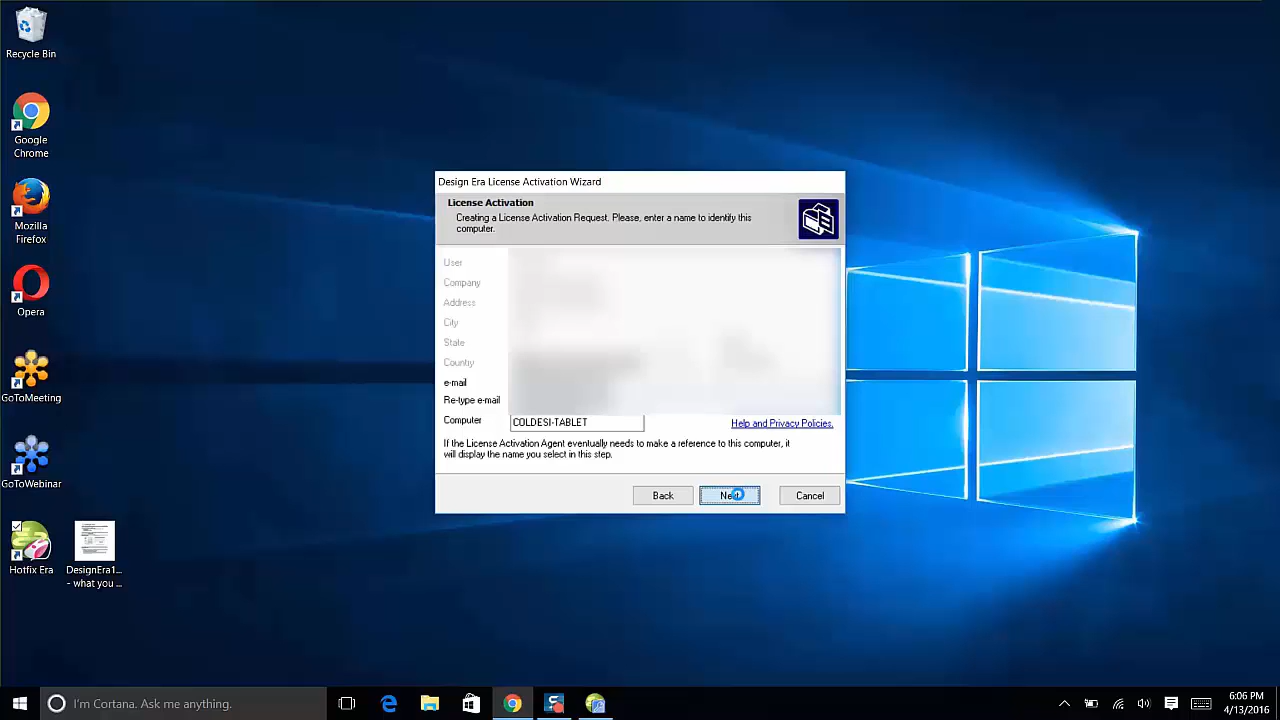 Recycle Bin
Google
Chrome
Mozilla
Firefox
Opera
GoToMeeting
GoToWebinar
Hotfix Era
DesignEra1...
- what you ...
Design Era License Activation Wizard
License Activation
Creating a License Activation Request. Please, enter a name to identify this
computer.
User
Company
Address
City
State
Country
e-mail
Re-type e-mail
Computer
COLDESI-TABLET
Help and Privacy Policies.
If the License Activation Agent eventually needs to make a reference to this computer, it
will display the name you select in this step.
Back
Next
Cancel
I'm Cortana. Ask me anything.
6:06 PM
4/13/2016